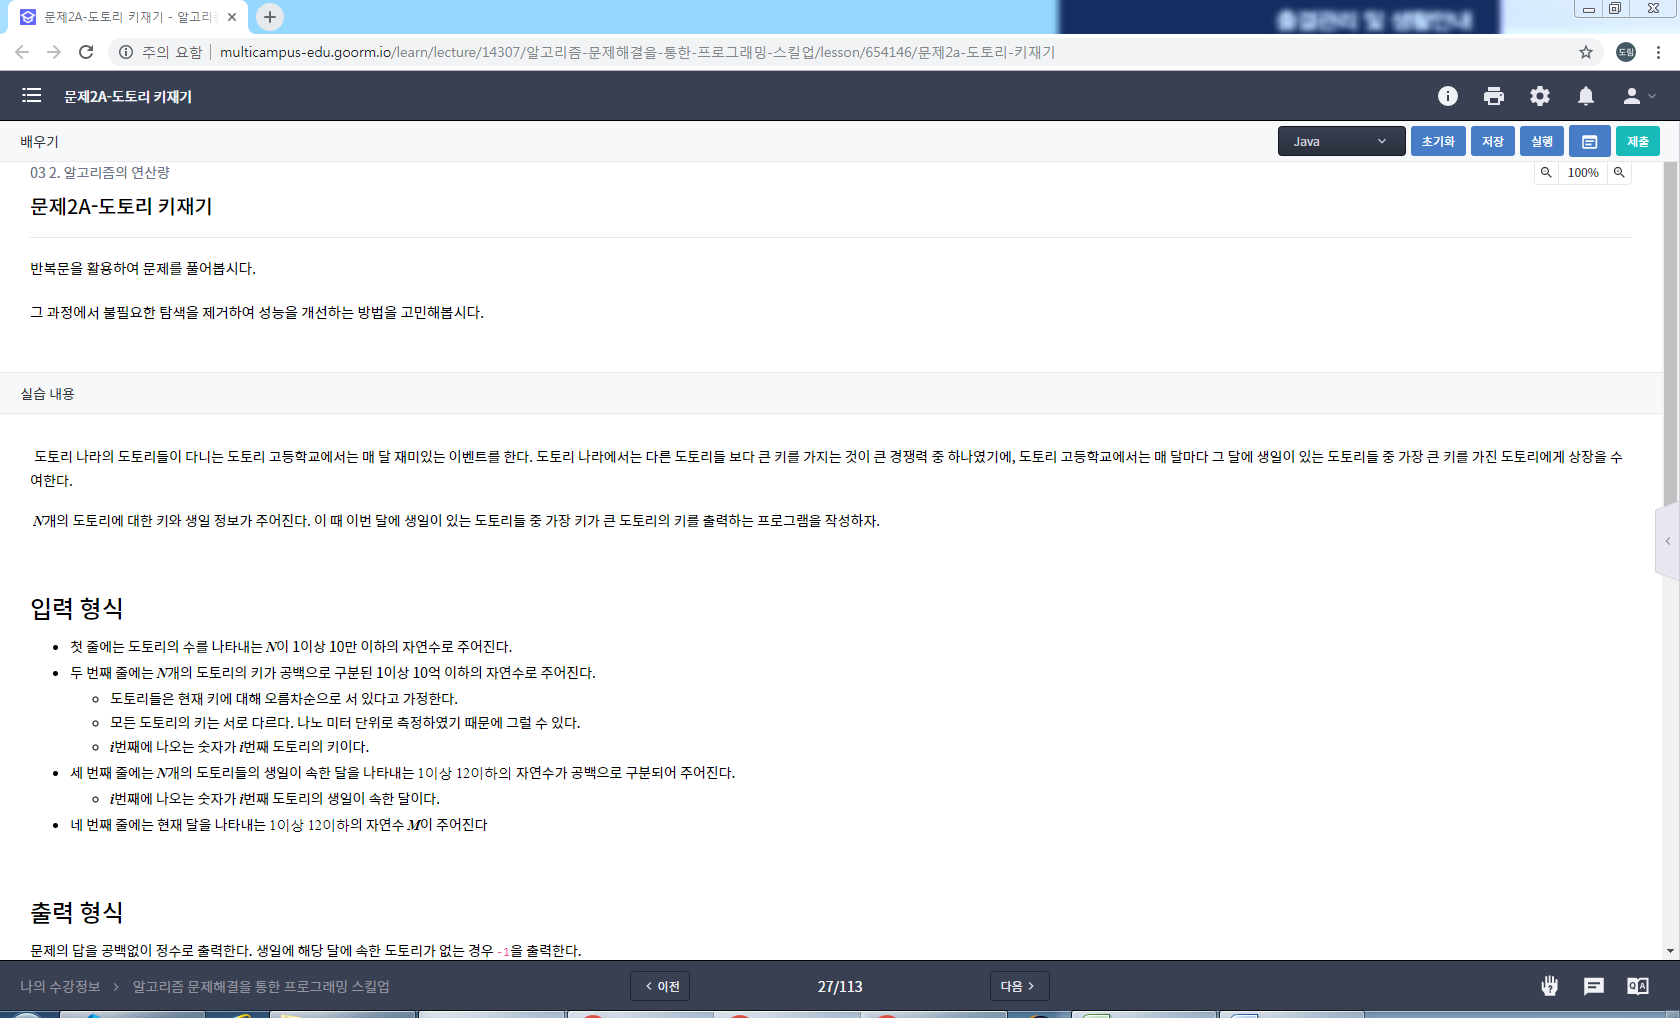 문제2A-도토리 키재기 - 알고리즘
출결관리 및 생활안내
주의 요함 | multicampus-edu.goorm.io/learn/lecture/14307/알고리즘-문제해결을-통한-프로그래밍-스킬업/lesson/654146/문제2a-도토리-키재기
도림
문제2A-도토리 키재기
배우기
Java
초기화
저장
실행
제출
03 2. 알고리즘의 연산량
100%
문제2A-도토리 키재기
반복문을 활용하여 문제를 풀어봅시다.
그 과정에서 불필요한 탐색을 제거하여 성능을 개선하는 방법을 고민해봅시다.
실습 내용
도토리 나라의 도토리들이 다니는 도토리 고등학교에서는 매 달 재미있는 이벤트를 한다. 도토리 나라에서는 다른 도토리들 보다 큰 키를 가지는 것이 큰 경쟁력 중 하나였기에, 도토리 고등학교에서는 매 달마다 그 달에 생일이 있는 도토리들 중 가장 큰 키를 가진 도토리에게 상장을 수
여한다.
N개의 도토리에 대한 키와 생일 정보가 주어진다. 이 때 이번 달에 생일이 있는 도토리들 중 가장 키가 큰 도토리의 키를 출력하는 프로그램을 작성하자.
입력 형식
• 첫 줄에는 도토리의 수를 나타내는 N이 1이상 10만 이하의 자연수로 주어진다.
• 두 번째 줄에는 N개의 도토리의 키가 공백으로 구분된 1이상 10억 이하의 자연수로 주어진다.
◦ 도토리들은 현재 키에 대해 오름차순으로 서 있다고 가정한다.
◦ 모든 도토리의 키는 서로 다르다. 나노 미터 단위로 측정하였기 때문에 그럴 수 있다.
◦ i번째에 나오는 숫자가 i번째 도토리의 키이다.
• 세 번째 줄에는 N개의 도토리들의 생일이 속한 달을 나타내는 1이상 12이하의 자연수가 공백으로 구분되어 주어진다.
◦ i번째에 나오는 숫자가 i번째 도토리의 생일이 속한 달이다.
• 네 번째 줄에는 현재 달을 나타내는 1이상 12이하의 자연수 M이 주어진다
출력 형식
문제의 답을 공백없이 정수로 출력한다. 생일에 해당 달에 속한 도토리가 없는 경우 -1을 출력한다.
나의 수강정보 > 알고리즘 문제해결을 통한 프로그래밍 스킬업
< 이전
27/113
다음 >